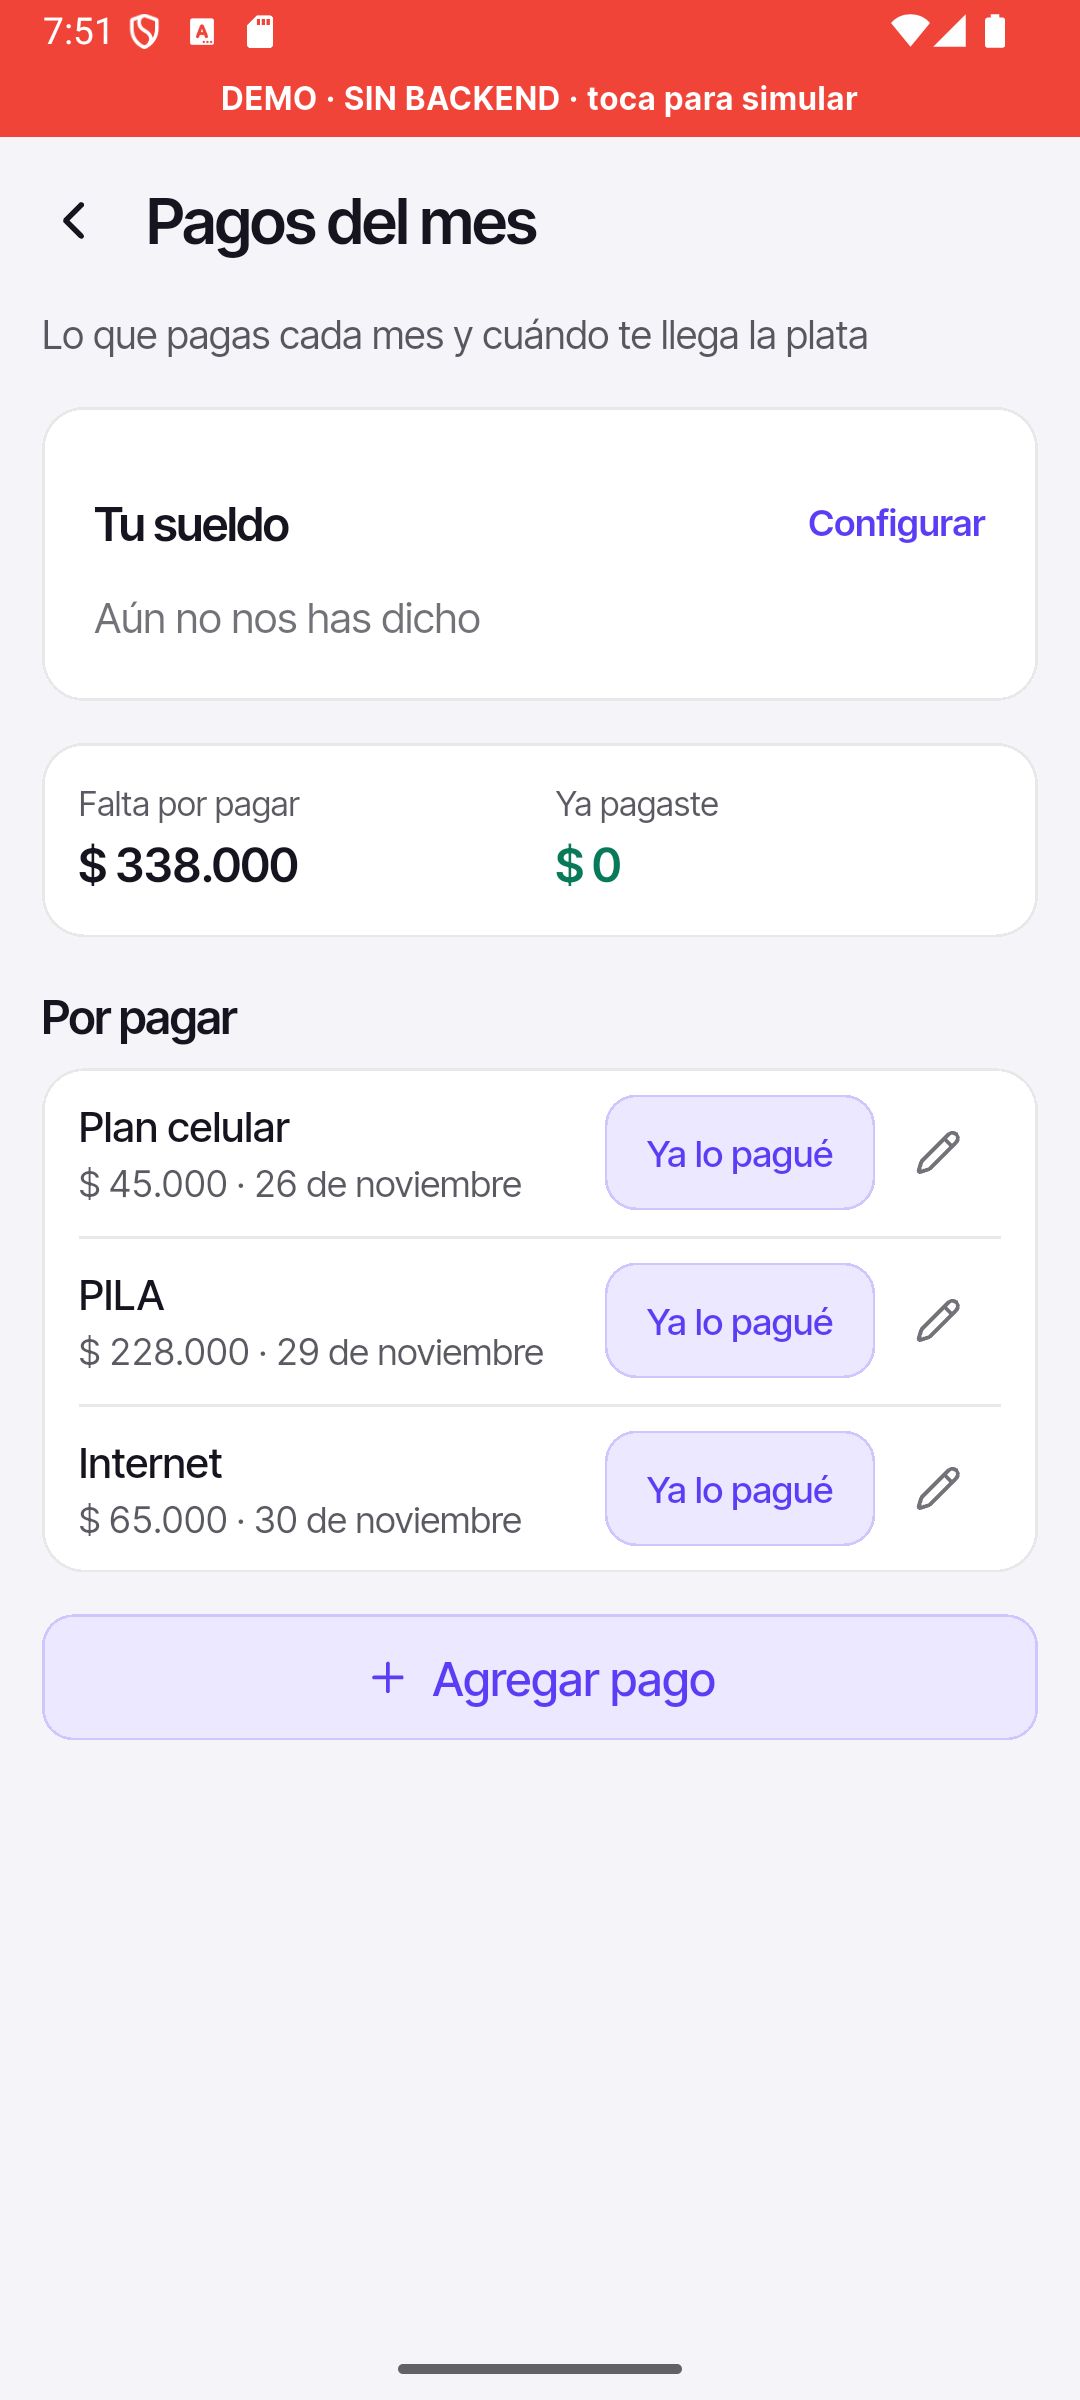 7:51
DEMO · SIN BACKEND · toca para simular
Pagos del mes
Lo que pagas cada mes y cuándo te llega la plata
Tu sueldo
Configurar
Aún no nos has dicho
Falta por pagar
Ya pagaste
$ 338.000
$ 0
Por pagar
Plan celular
$ 45.000 · 26 de noviembre
Ya lo pagué
PILA
$ 228.000 · 29 de noviembre
Ya lo pagué
Internet
$ 65.000 · 30 de noviembre
Ya lo pagué
Agregar pago